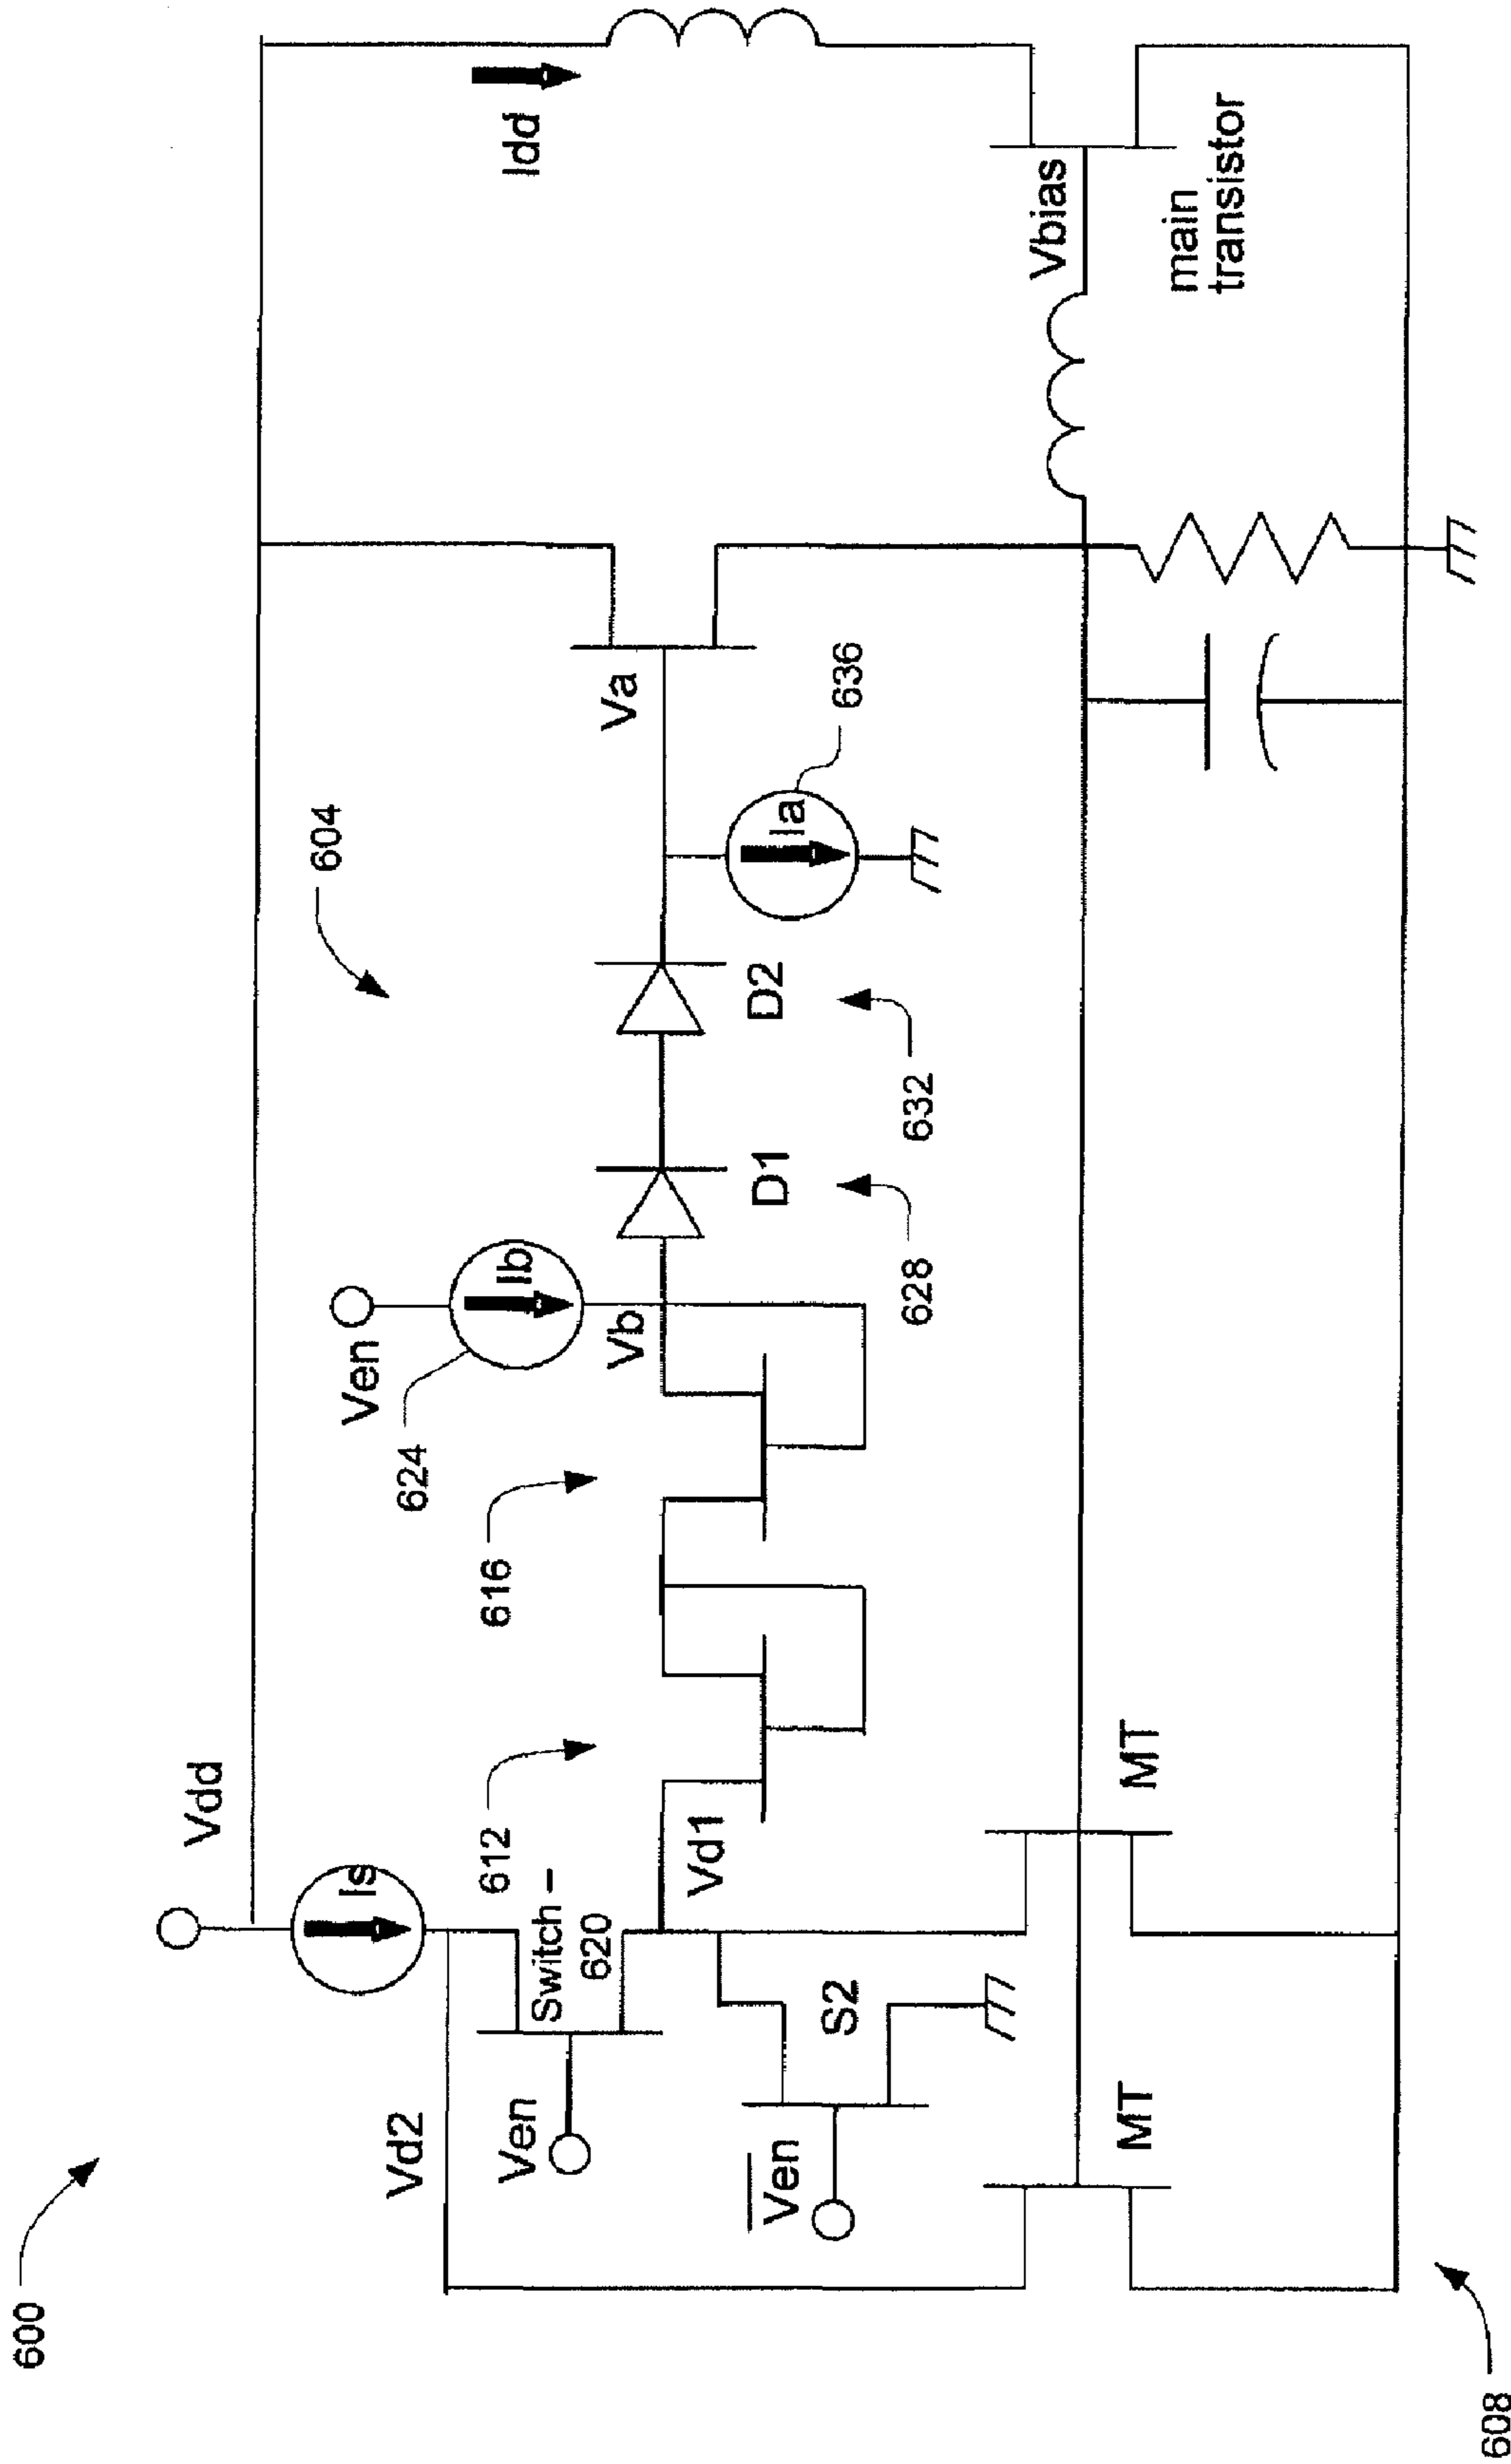 600
Vdd
Is
Vd2
Ven
Switch –
620
V̅e̅n̅
S2
Vd1
612
616
624
Ven
Ib
Vb
604
D1
628
D2
632
Ia
636
Va
Idd
Vbias
main
transistor
MT
MT
608